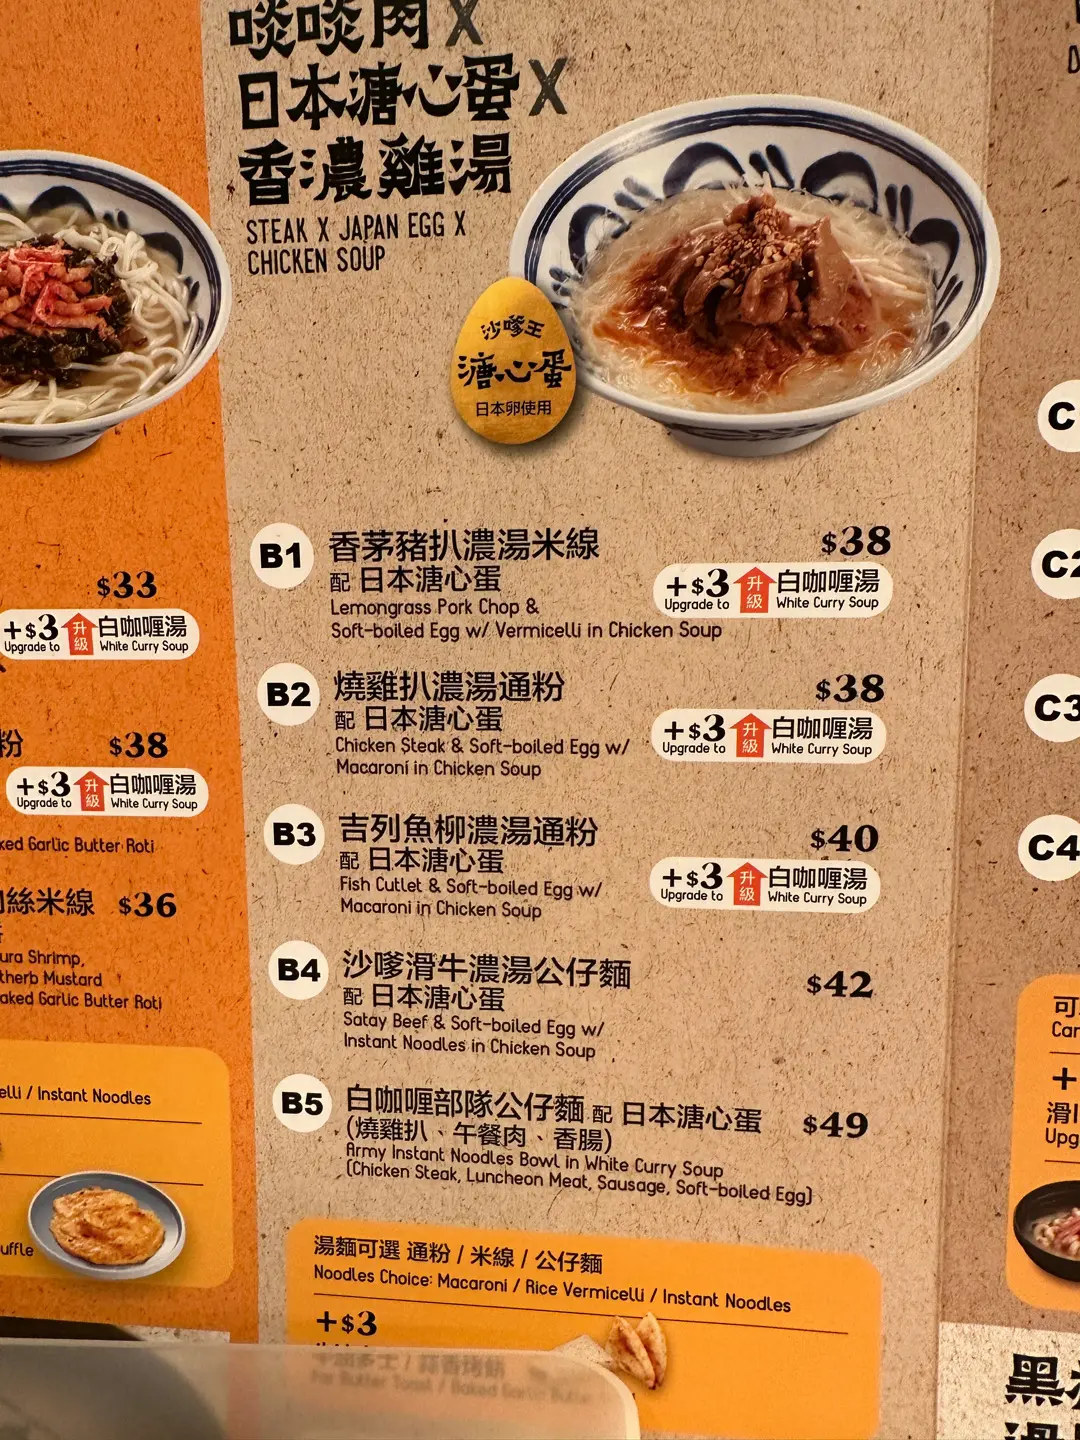 啖啖肉 X
日本溏心蛋 X
香濃雞湯
STEAK X JAPAN EGG X
CHICKEN SOUP
沙嗲王
溏心蛋
日本卵使用
$33
+$3 升級 白咖喱湯
Upgrade to White Curry Soup
粉 $38
+$3 升級 白咖喱湯
Upgrade to White Curry Soup
Garlic Butter Roti
絲米線 $36
Shrimp,
Mustard
Garlic Butter Roti
/ Instant Noodles
B1 香茅豬扒濃湯米線 $38
配 日本溏心蛋
+$3 升級 白咖喱湯
Upgrade to White Curry Soup
Lemongrass Pork Chop &
Soft-boiled Egg w/ Vermicelli in Chicken Soup
B2 燒雞扒濃湯通粉 $38
配 日本溏心蛋
+$3 升級 白咖喱湯
Upgrade to White Curry Soup
Chicken Steak & Soft-boiled Egg w/
Macaroni in Chicken Soup
B3 吉列魚柳濃湯通粉 $40
配 日本溏心蛋
+$3 升級 白咖喱湯
Upgrade to White Curry Soup
Fish Cutlet & Soft-boiled Egg w/
Macaroni in Chicken Soup
B4 沙嗲滑牛濃湯公仔麵 $42
配 日本溏心蛋
Satay Beef & Soft-boiled Egg w/
Instant Noodles in Chicken Soup
B5 白咖喱部隊公仔麵 配 日本溏心蛋 $49
(燒雞扒、午餐肉、香腸)
Army Instant Noodles Bowl in White Curry Soup
(Chicken Steak, Luncheon Meat, Sausage, Soft-boiled Egg)
湯麵可選 通粉 / 米線 / 公仔麵
Noodles Choice: Macaroni / Rice Vermicelli / Instant Noodles
+$3
C
C2
C3
C4
可
+
滑
黑